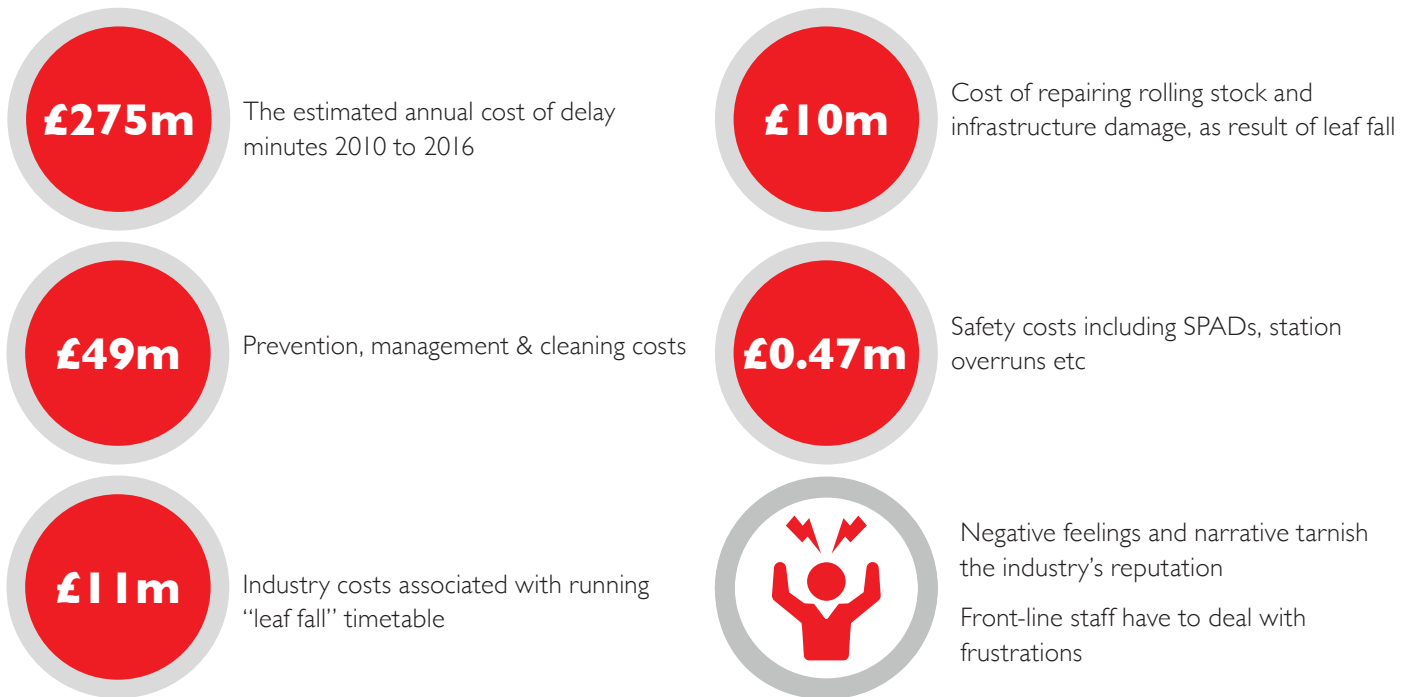 £275m
The estimated annual cost of delay
minutes 2010 to 2016
£10m
Cost of repairing rolling stock and
infrastructure damage, as result of leaf fall
£49m
Prevention, management & cleaning costs
£0.47m
Safety costs including SPADs, station
overruns etc
£11m
Industry costs associated with running
“leaf fall” timetable
Negative feelings and narrative tarnish
the industry’s reputation
Front-line staff have to deal with
frustrations